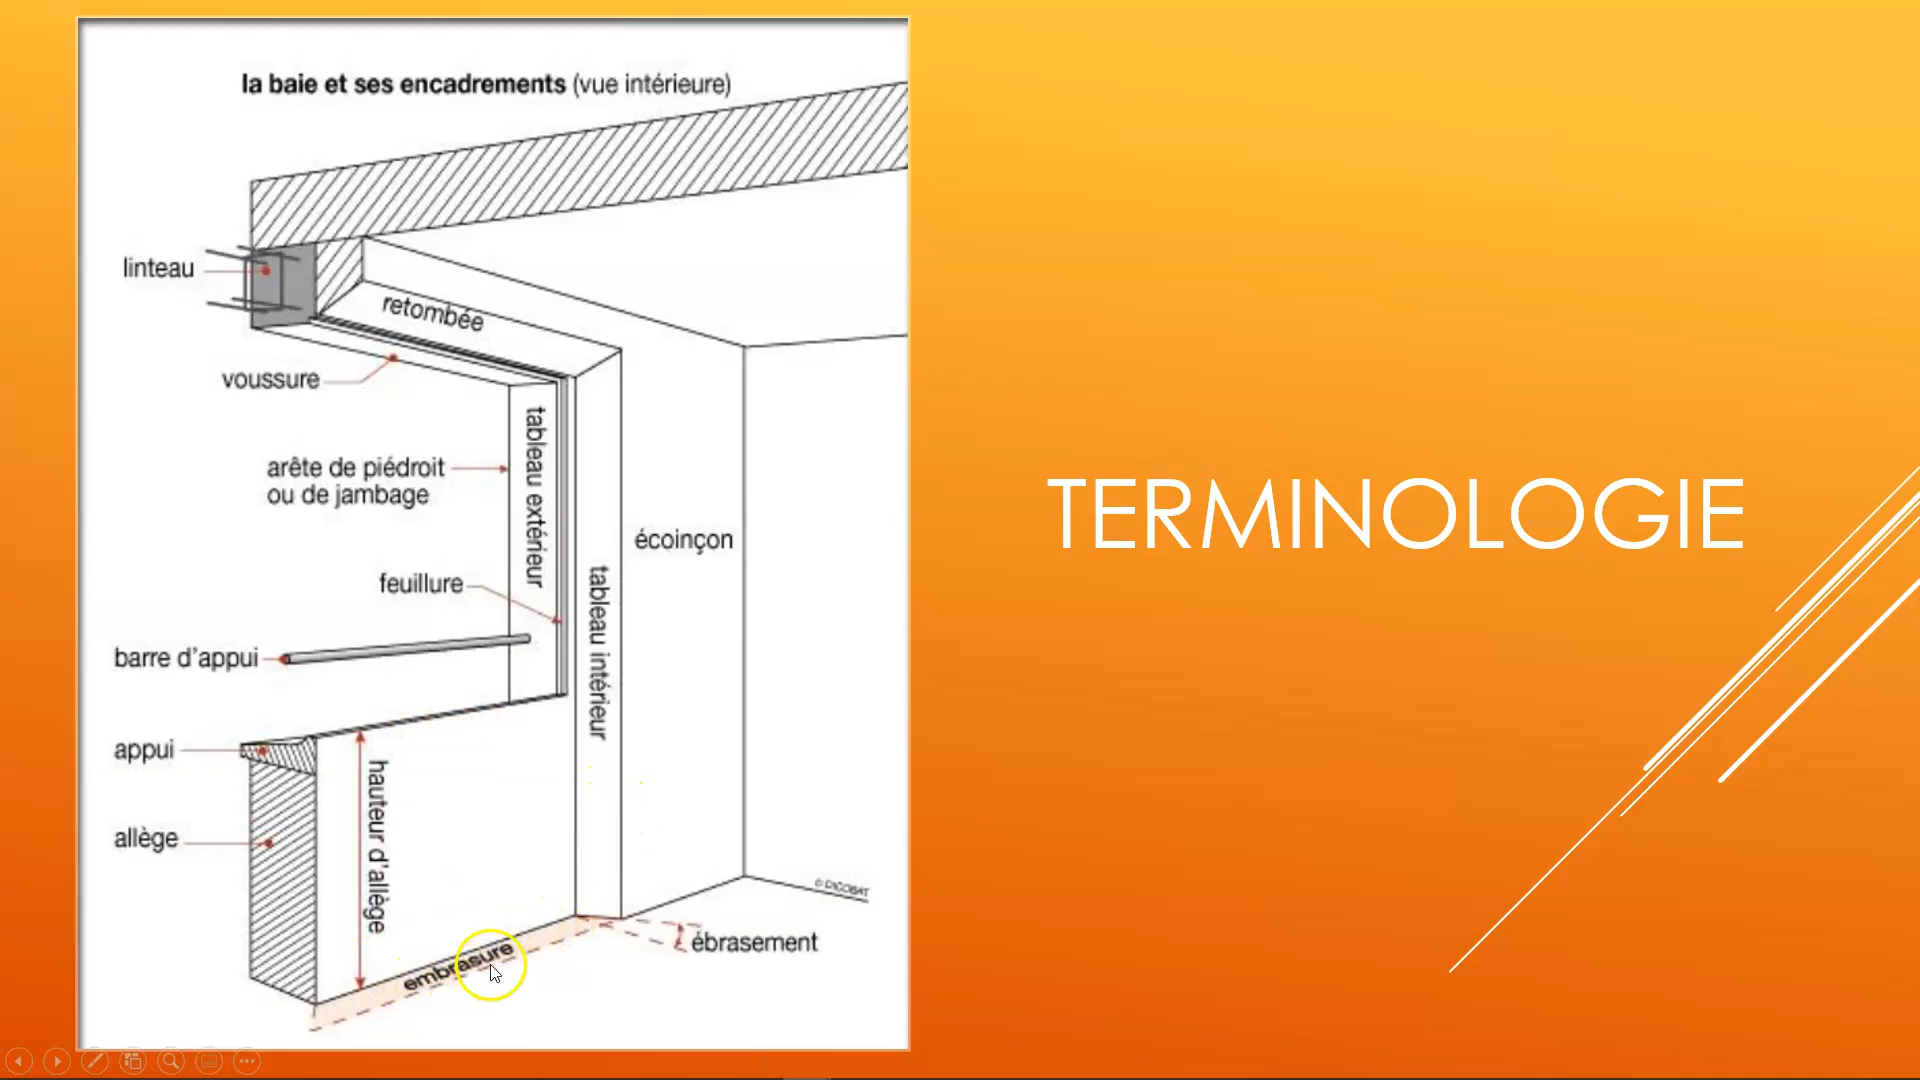 la baie et ses encadrements (vue intérieure)
linteau
retombée
voussure
tableau extérieur
arête de piédroit
ou de jambage
écoinçon
feuillure
tableau intérieur
barre d'appui
appui
hauteur d'allège
allège
© DICOBAT
ébrasement
embrasure
TERMINOLOGIE